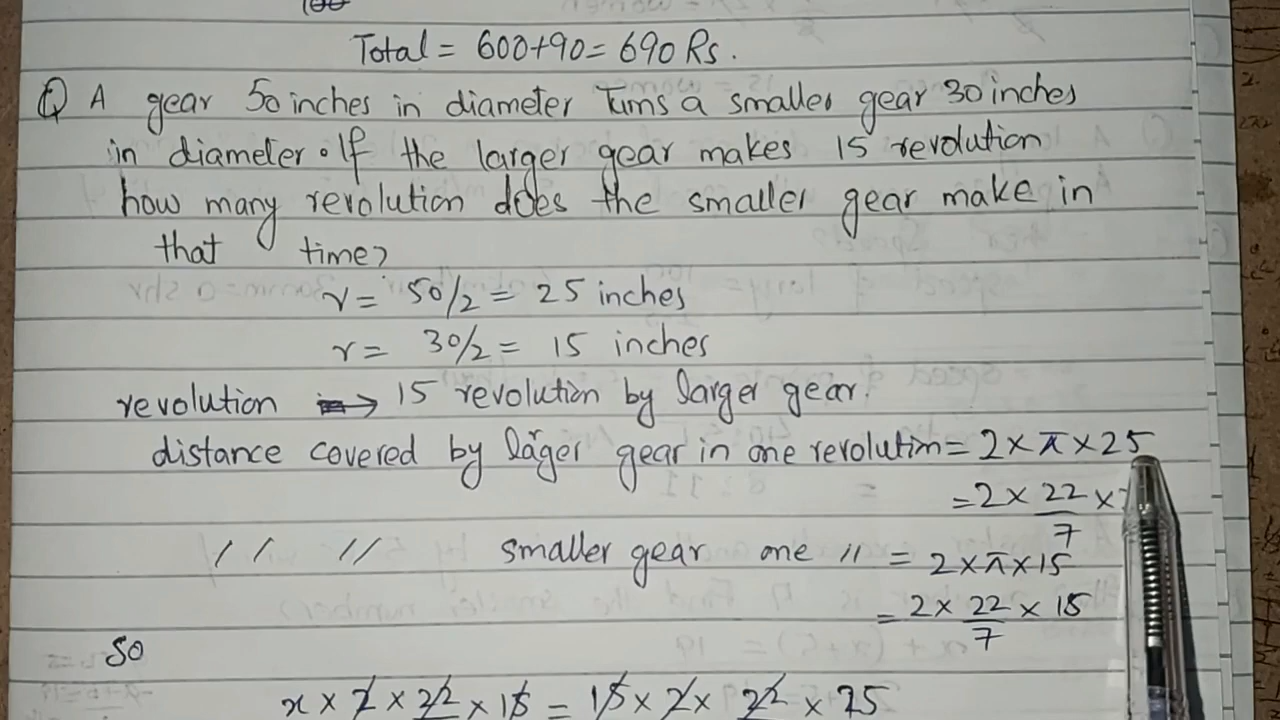 Total = 600+90= 690 Rs.
Q A gear 50 inches in diameter Turns a smaller gear 30 inches
in diameter. If the larger gear makes 15 revolution
how many revolution does the smaller gear make in
that time?
r = 50/2 = 25 inches
r = 30/2 = 15 inches
revolution → 15 revolution by larger gear.
distance covered by larger gear in one revolution = 2 × π × 25
= 2 × 22/7 ×
// // smaller gear one // = 2 × π × 15
= 2 × 22/7 × 15
So
x × 2 × 22 × 15 = 15 × 2 × 22 × 25